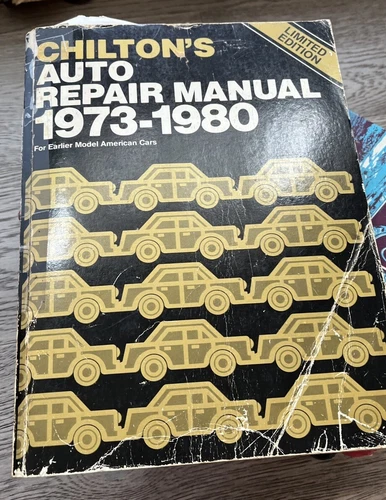 LIMITED
EDITION
CHILTON'S
AUTO
REPAIR MANUAL
1973-1980
For Earlier Model American Cars